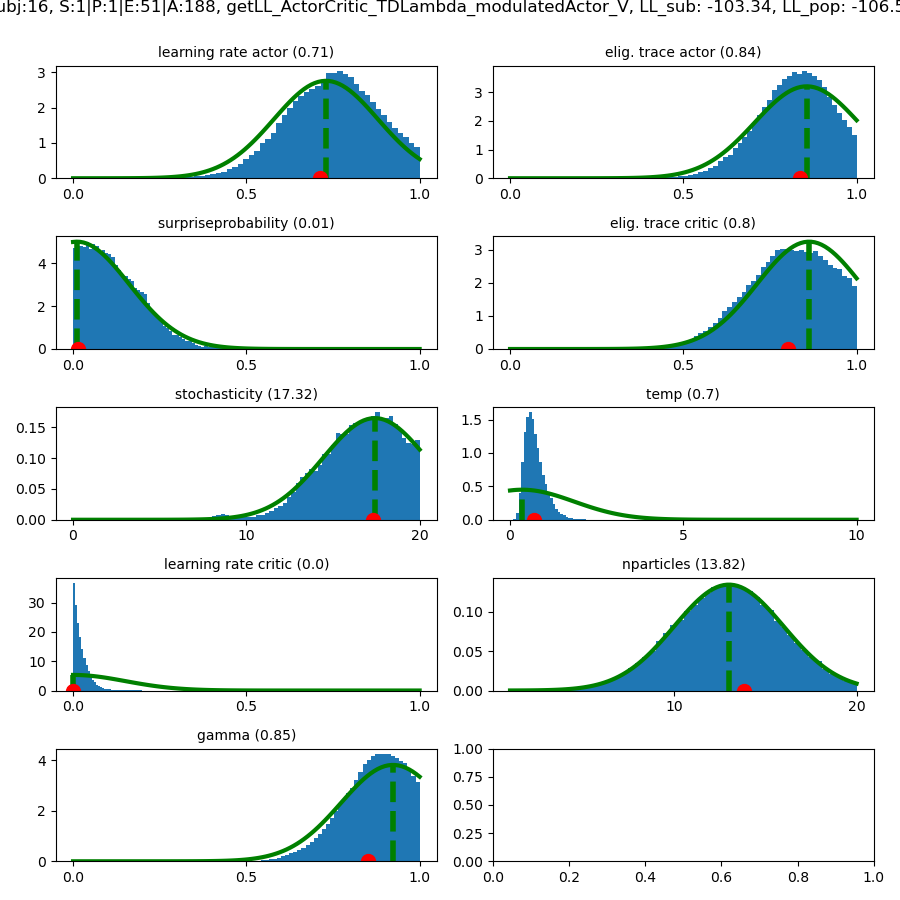 ubj:16, S:1|P:1|E:51|A:188, getLL_ActorCritic_TDLambda_modulatedActor_V, LL_sub: -103.34, LL_pop: -106.5
learning rate actor (0.71)
elig. trace actor (0.84)
3
2
1
0
0.0 0.5 1.0
3
2
1
0
0.0 0.5 1.0
surpriseprobability (0.01)
elig. trace critic (0.8)
4
2
0
0.0 0.5 1.0
3
2
1
0
0.0 0.5 1.0
stochasticity (17.32)
temp (0.7)
0.15
0.10
0.05
0.00
0 10 20
1.5
1.0
0.5
0.0
0 5 10
learning rate critic (0.0)
nparticles (13.82)
30
20
10
0
0.0 0.5 1.0
0.10
0.05
0.00
10 20
gamma (0.85)
4
2
0
0.0 0.5 1.0
1.00
0.75
0.50
0.25
0.00
0.0 0.2 0.4 0.6 0.8 1.0